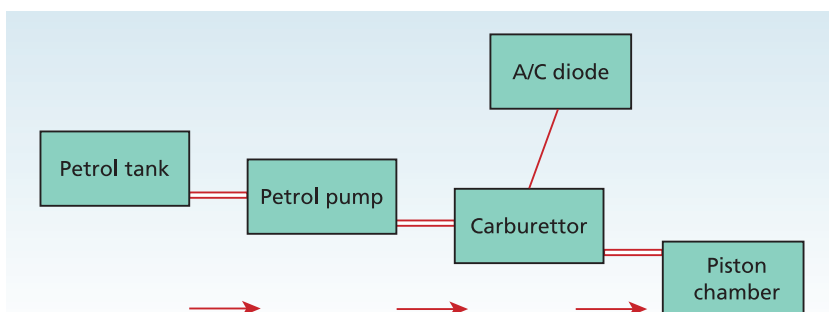 A/C diode
Petrol tank
Petrol pump
Carburettor
Piston
chamber